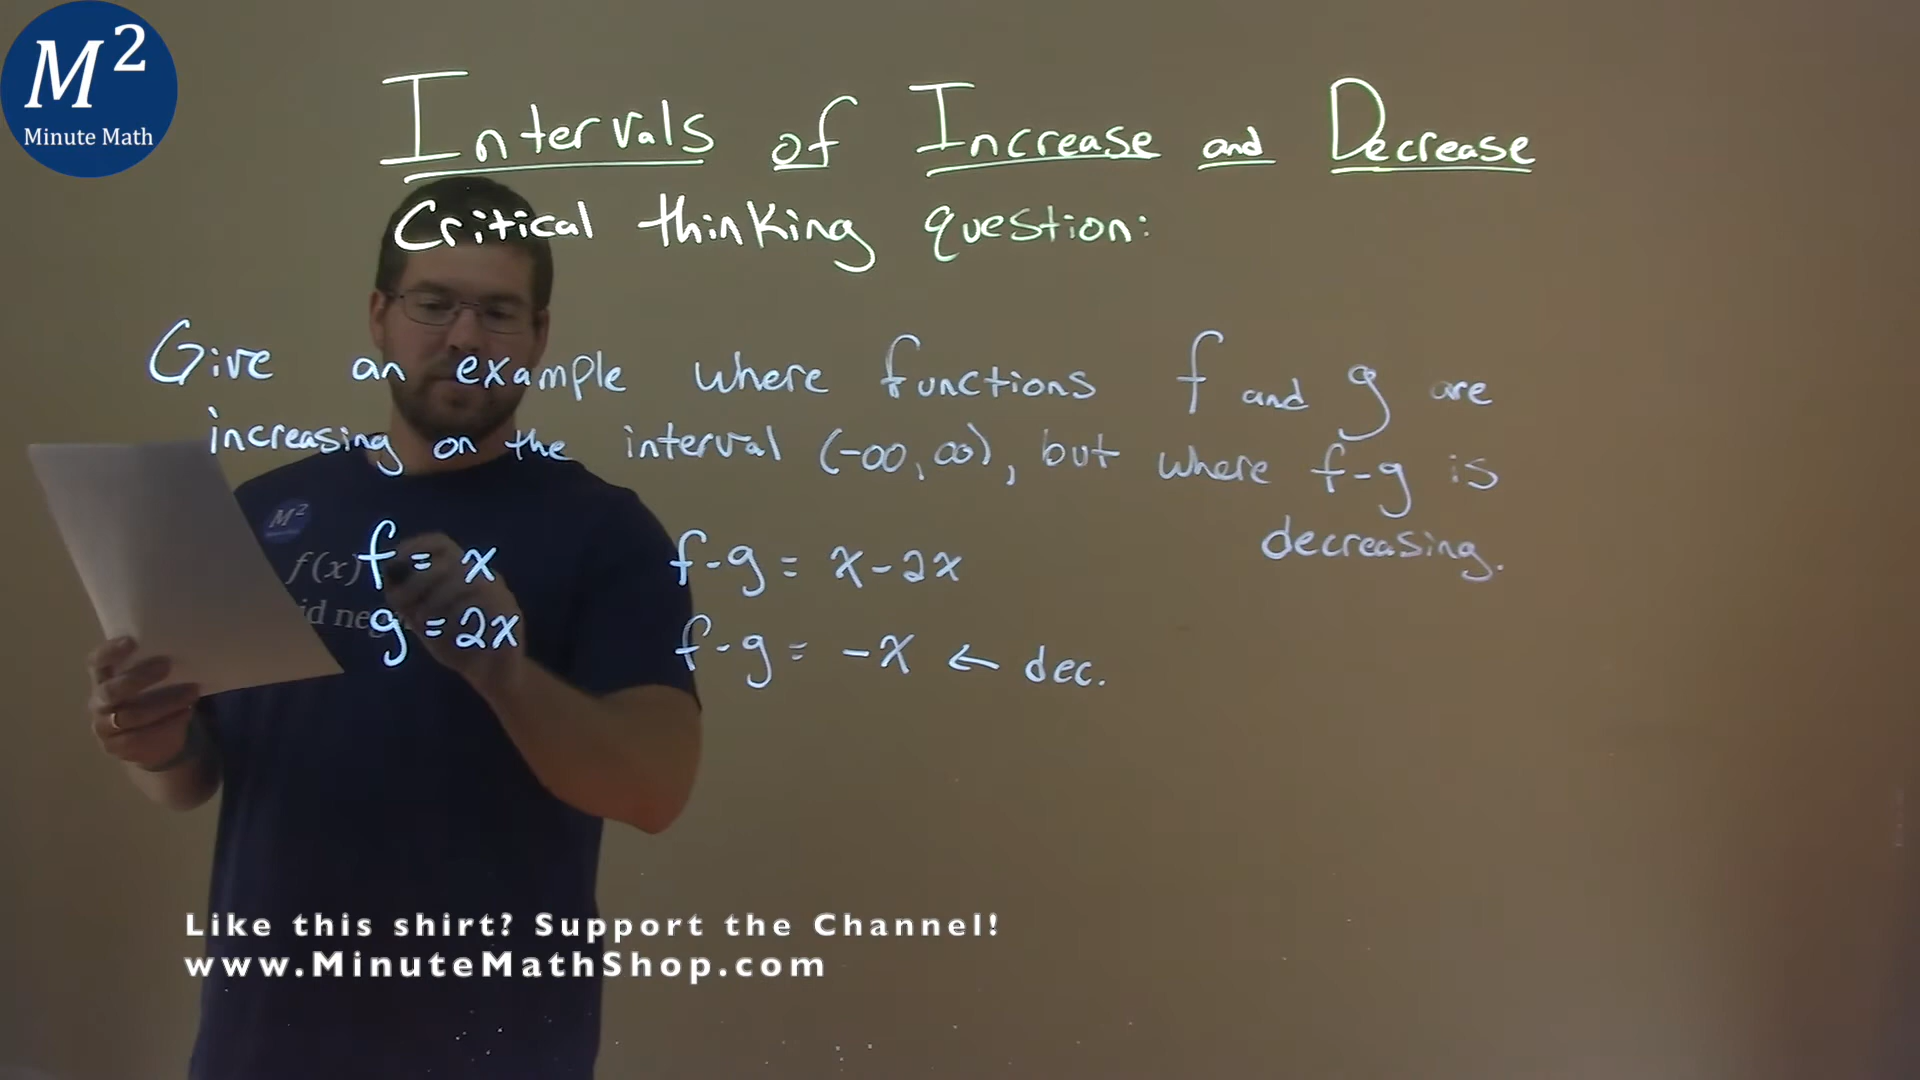 M²
Minute Math
Intervals of Increase and Decrease
Critical thinking question:
Give an example where functions f and g are
increasing on the interval (-∞,∞), but where f-g is
decreasing.
M²
f(x)
f = x
g = 2x
f-g = x-2x
f-g = -x ← dec.
Like this shirt? Support the Channel!
www.MinuteMathShop.com